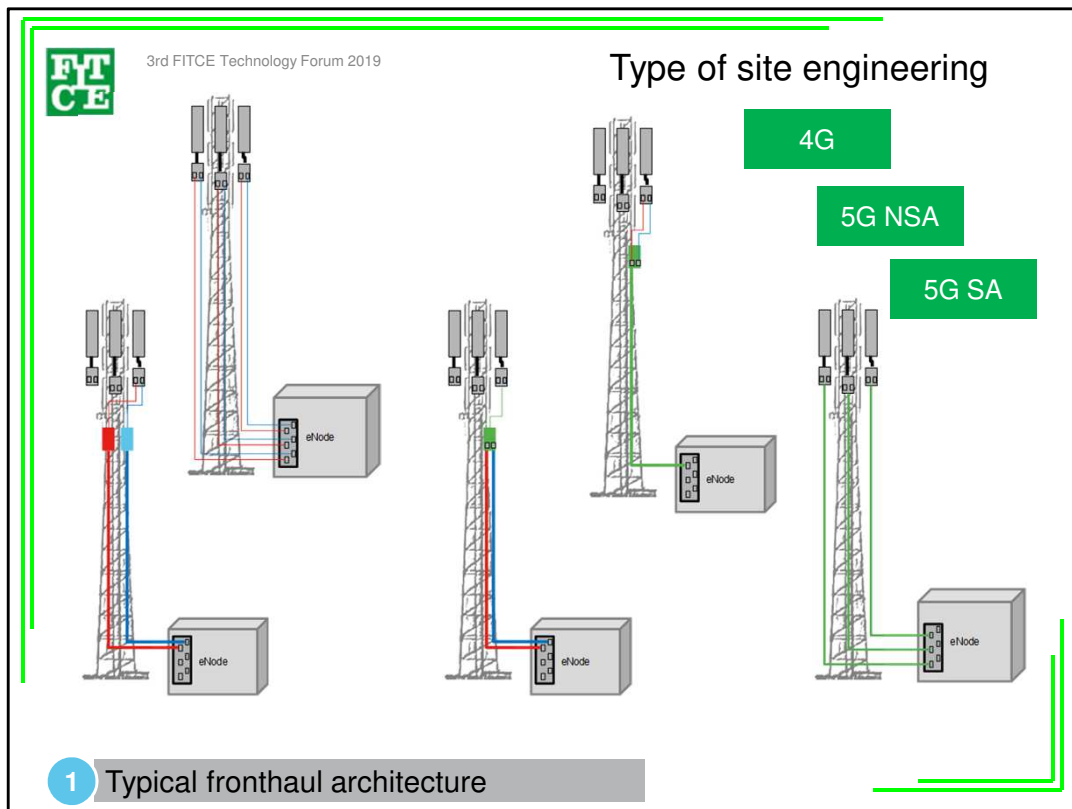 FITCE
3rd FITCE Technology Forum 2019
Type of site engineering
4G
5G NSA
5G SA
eNode
eNode
eNode
eNode
eNode
1 Typical fronthaul architecture